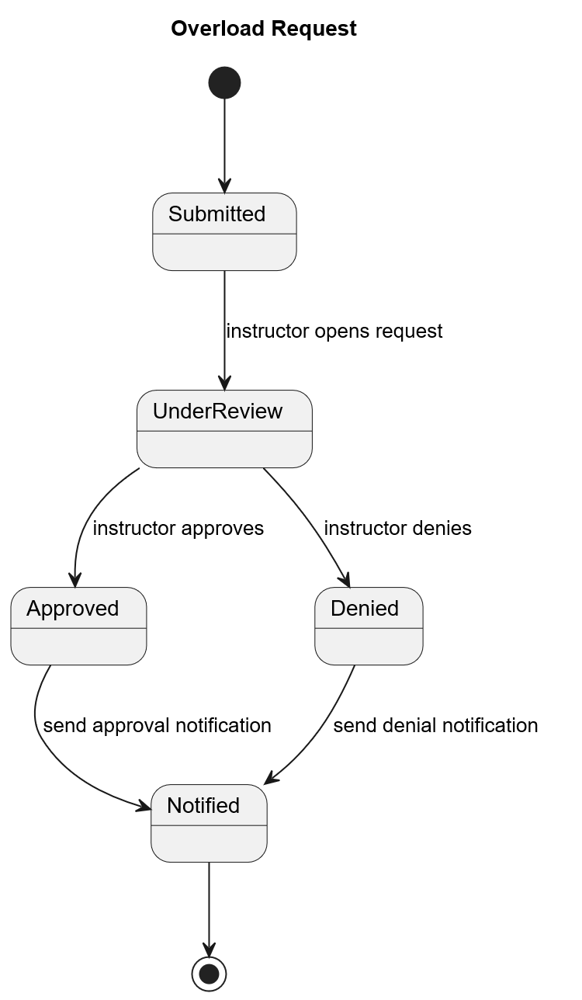 Overload Request
Submitted
instructor opens request
UnderReview
instructor approves
instructor denies
Approved
Denied
send approval notification
send denial notification
Notified